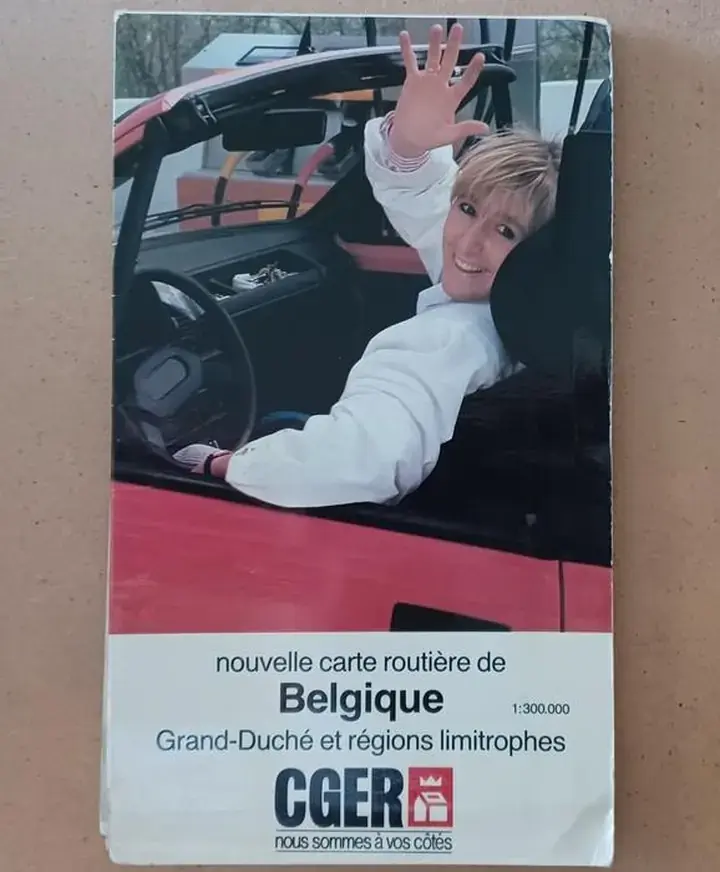 nouvelle carte routière de
Belgique
1:300.000
Grand-Duché et régions limitrophes
CGER
nous sommes à vos côtés